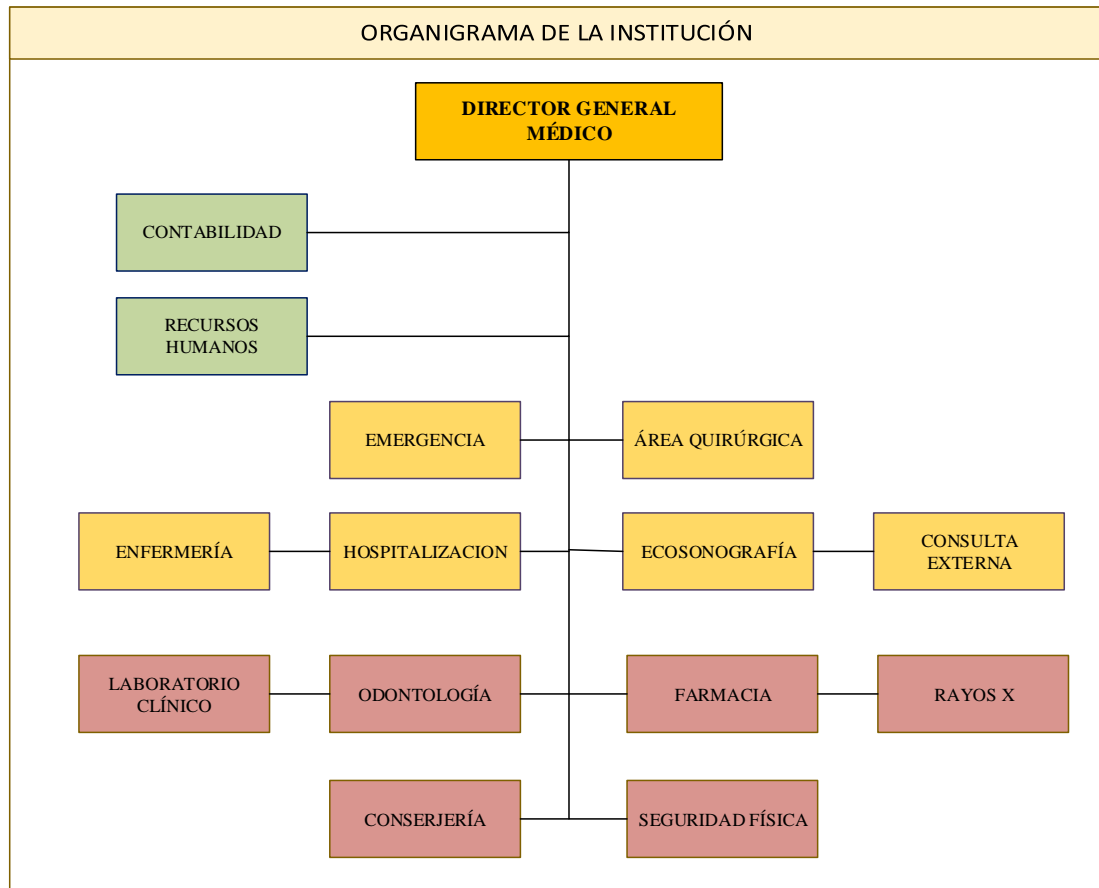 ORGANIGRAMA DE LA INSTITUCIÓN
DIRECTOR GENERAL
MÉDICO
CONTABILIDAD
RECURSOS
HUMANOS
EMERGENCIA
ÁREA QUIRÚRGICA
ENFERMERÍA
HOSPITALIZACION
ECOSONOGRAFÍA
CONSULTA
EXTERNA
LABORATORIO
CLÍNICO
ODONTOLOGÍA
FARMACIA
RAYOS X
CONSERJERÍA
SEGURIDAD FÍSICA